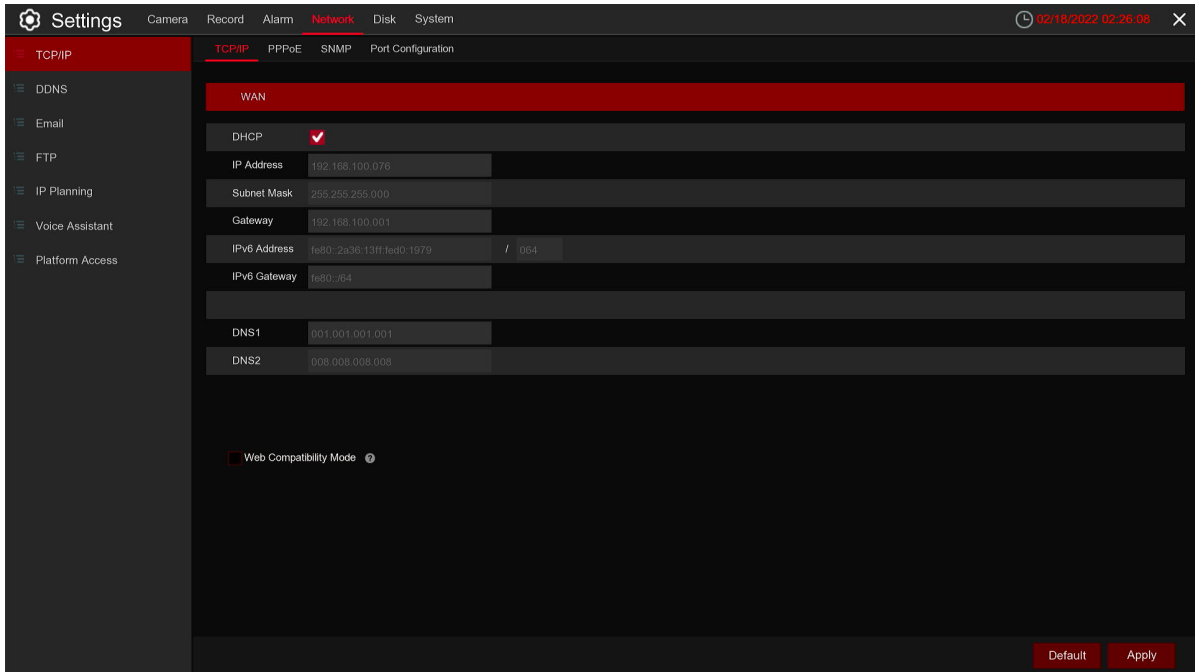 Settings Camera Record Alarm Network Disk System 02/18/2022 02:26:08
TCP/IP
DDNS
Email
FTP
IP Planning
Voice Assistant
Platform Access
TCP/IP PPPoE SNMP Port Configuration
WAN
DHCP
IP Address 192.168.100.076
Subnet Mask 255.255.255.000
Gateway 192.168.100.001
IPv6 Address fe80::2a36:13ff:fed0:1979 / 064
IPv6 Gateway fe80::/64
DNS1 001.001.001.001
DNS2 008.008.008.008
Web Compatibility Mode ?
Default Apply